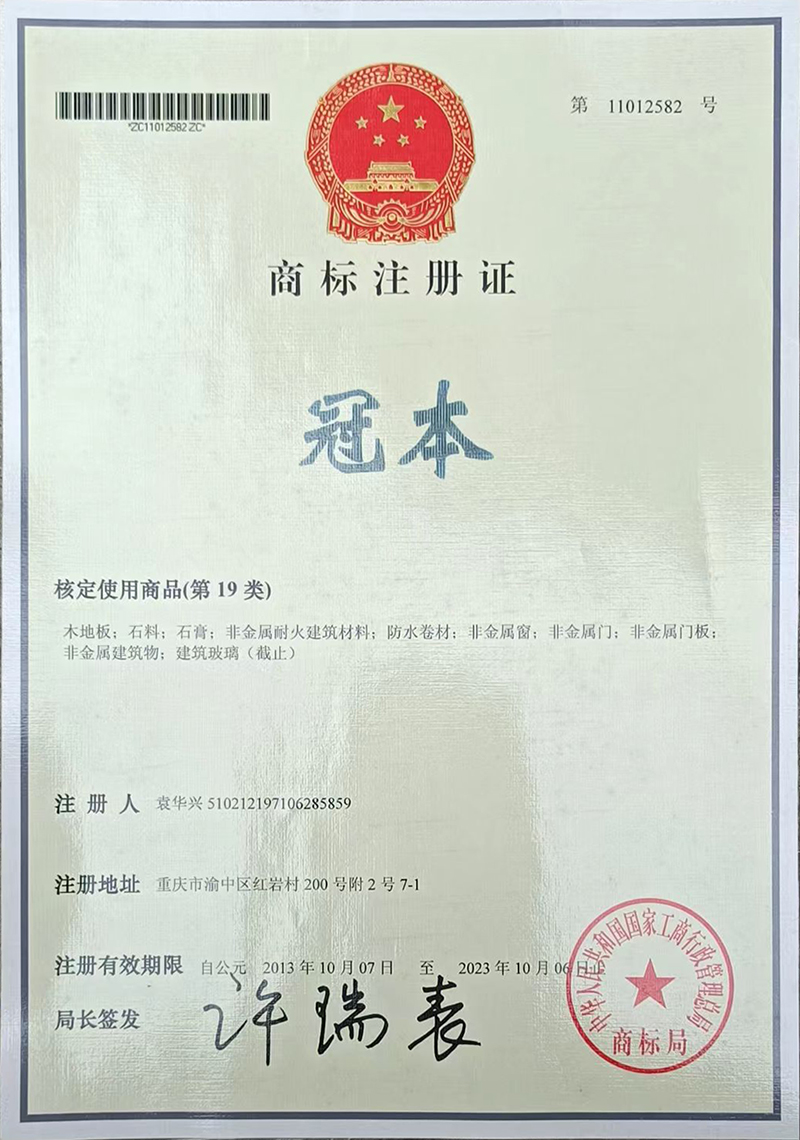 第 11012582 号
*ZC11012582ZC*
商标注册证
冠本
核定使用商品(第 19 类)
木地板；石料；石膏；非金属耐火建筑材料；防水卷材；非金属窗；非金属门；非金属门板；
非金属建筑物；建筑玻璃（截止）
注 册 人 袁华兴 510212197106285859
注册地址 重庆市渝中区红岩村 200 号附 2 号 7-1
注册有效期限 自公元 2013 年 10 月 07 日 至 2023 年 10 月 06 日止
局长签发 许瑞表
中华人民共和国国家工商行政管理总局
商标局